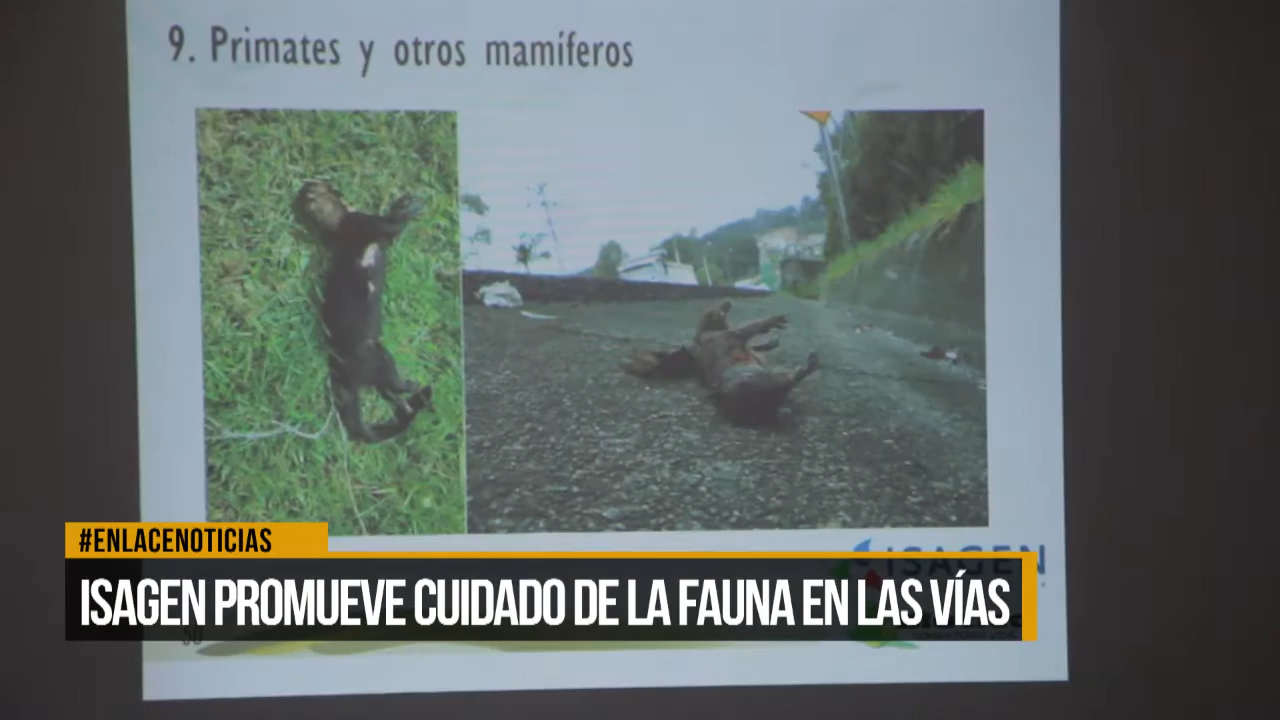 9. Primates y otros mamíferos
#ENLACENOTICIAS
ISAGEN
ISAGEN PROMUEVE CUIDADO DE LA FAUNA EN LAS VÍAS